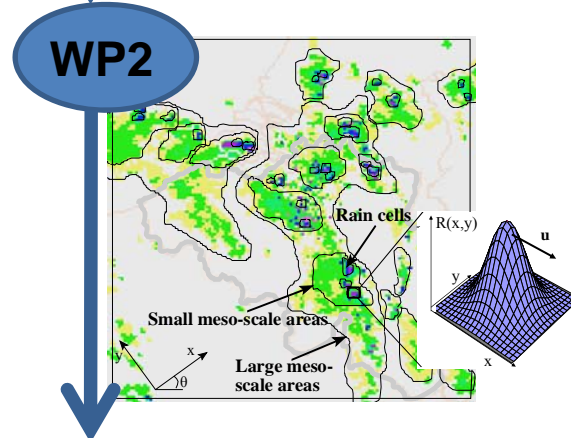 WP2
Rain cells
R(x,y)
u
y
x
Small meso-scale areas
Large meso-
scale areas
y
x
θ